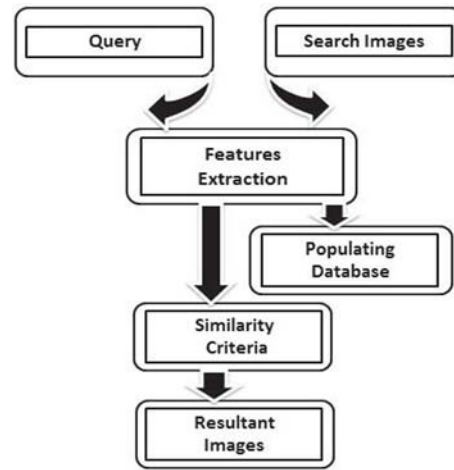 Query
Search Images
Features
Extraction
Populating
Database
Similarity
Criteria
Resultant
Images